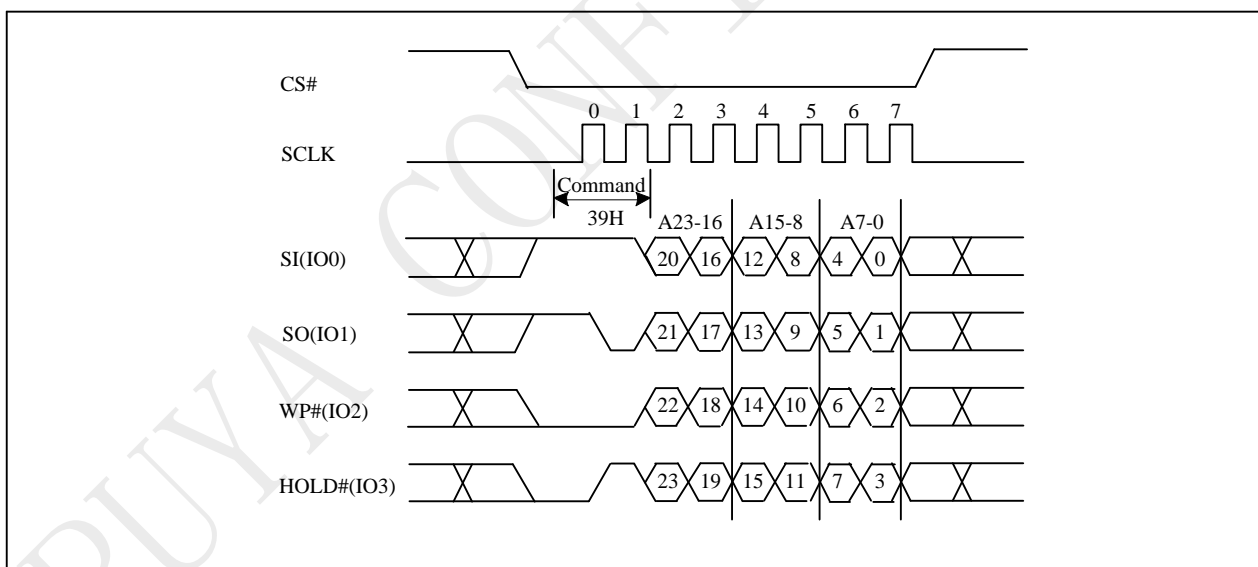 PUYA CONF
CS#
0 1 2 3 4 5 6 7
SCLK
Command
39H
A23-16 A15-8 A7-0
SI(IO0) 20 16 12 8 4 0
SO(IO1) 21 17 13 9 5 1
WP#(IO2) 22 18 14 10 6 2
HOLD#(IO3) 23 19 15 11 7 3